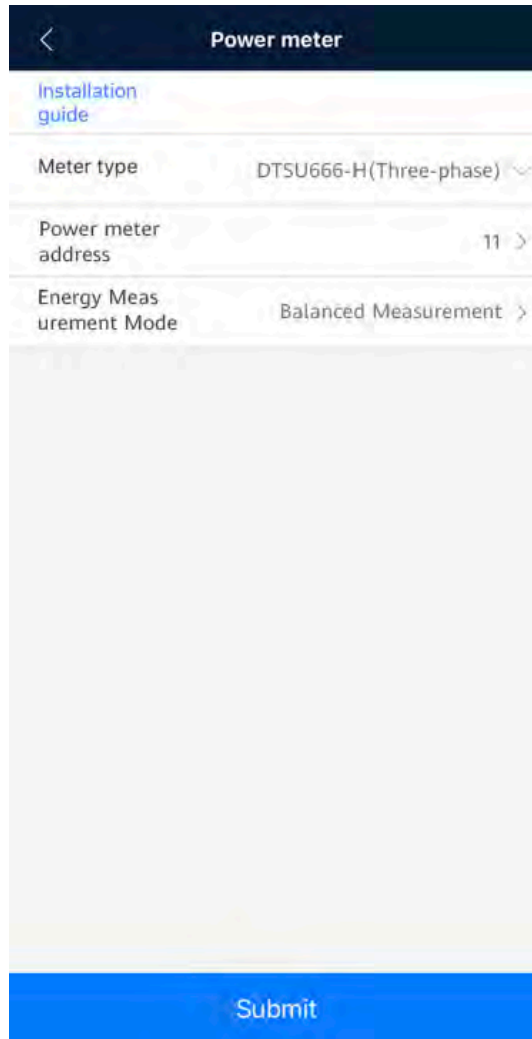 Power meter
Installation
guide
Meter type
DTSU666-H(Three-phase)
Power meter
address
11
Energy Meas
urement Mode
Balanced Measurement
Submit